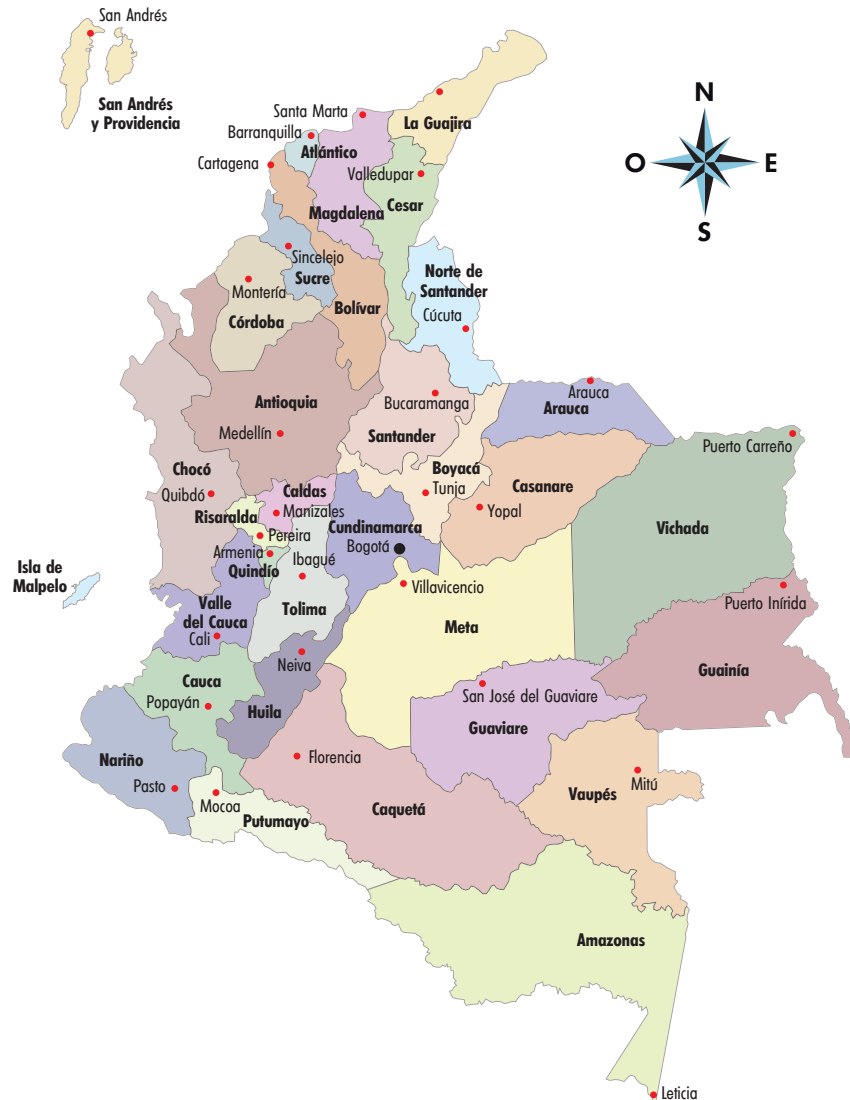 San Andrés
San Andrés
y Providencia
N
O
E
S
Santa Marta
La Guajira
Barranquilla
Atlántico
Cartagena
Valledupar
Cesar
Magdalena
Sincelejo
Sucre
Norte de
Santander
Montería
Bolívar
Cúcuta
Córdoba
Arauca
Arauca
Bucaramanga
Antioquia
Medellín
Santander
Puerto Carreño
Chocó
Boyacá
Quibdó
Caldas
Tunja
Casanare
Manizales
Yopal
Risaralda
Cundinamarca
Vichada
Pereira
Bogotá
Armenia
Ibagué
Isla de
Malpelo
Quindío
Villavicencio
Puerto Inírida
Valle
del Cauca
Tolima
Meta
Cali
Neiva
Guainía
Cauca
San José del Guaviare
Popayán
Huila
Guaviare
Nariño
Florencia
Mitú
Pasto
Vaupés
Mocoa
Caquetá
Putumayo
Amazonas
Leticia